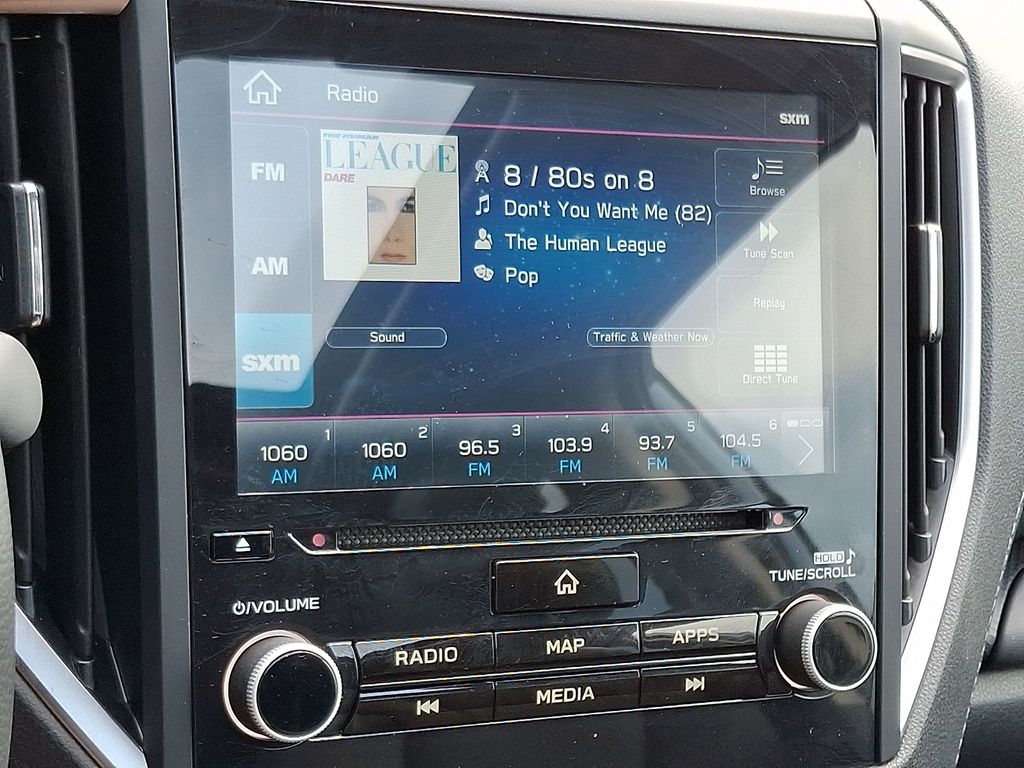 Radio
sxm
FM
AM
sxm
THE HUMAN
LEAGUE
DARE
8 / 80s on 8
Don't You Want Me (82)
The Human League
Pop
Browse
Tune Scan
Replay
Direct Tune
Sound
Traffic & Weather Now
1 2 3 4 5 6
1060 1060 96.5 103.9 93.7 104.5
AM AM FM FM FM FM
HOLD
TUNE/SCROLL
/VOLUME
RADIO MAP APPS
MEDIA